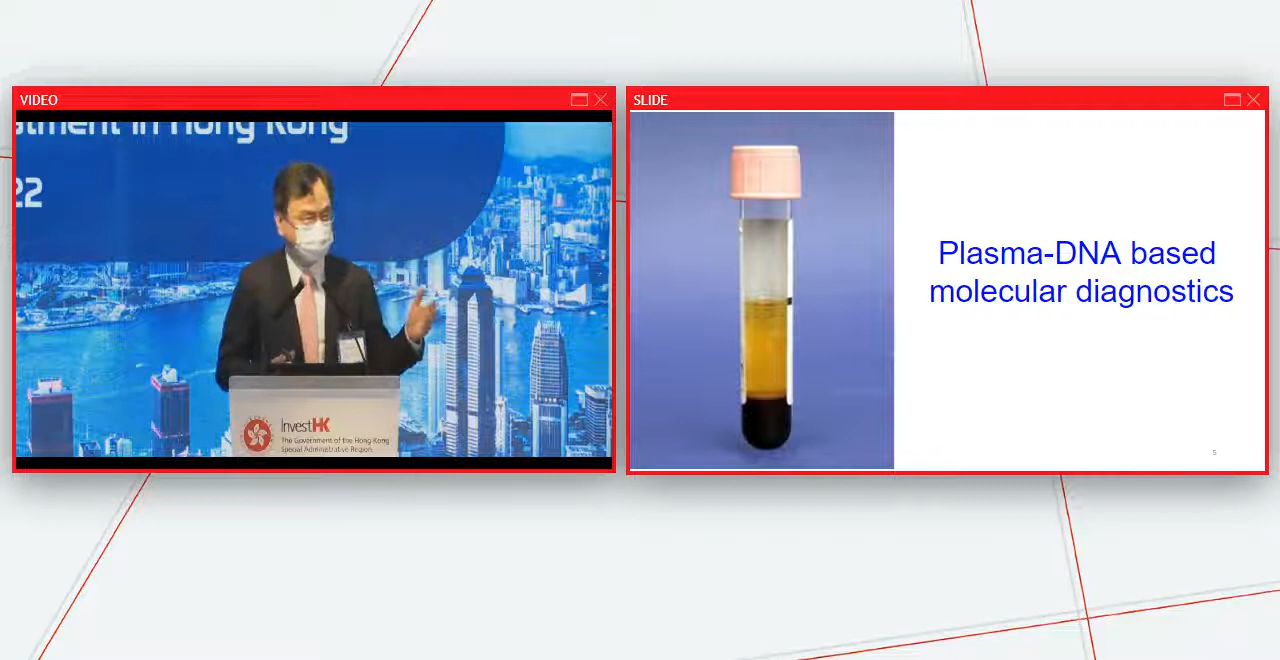 VIDEO
in Hong Kong
22
InvestHK
The Government of the Hong Kong
Special Administrative Region
SLIDE
Plasma-DNA based
molecular diagnostics
5